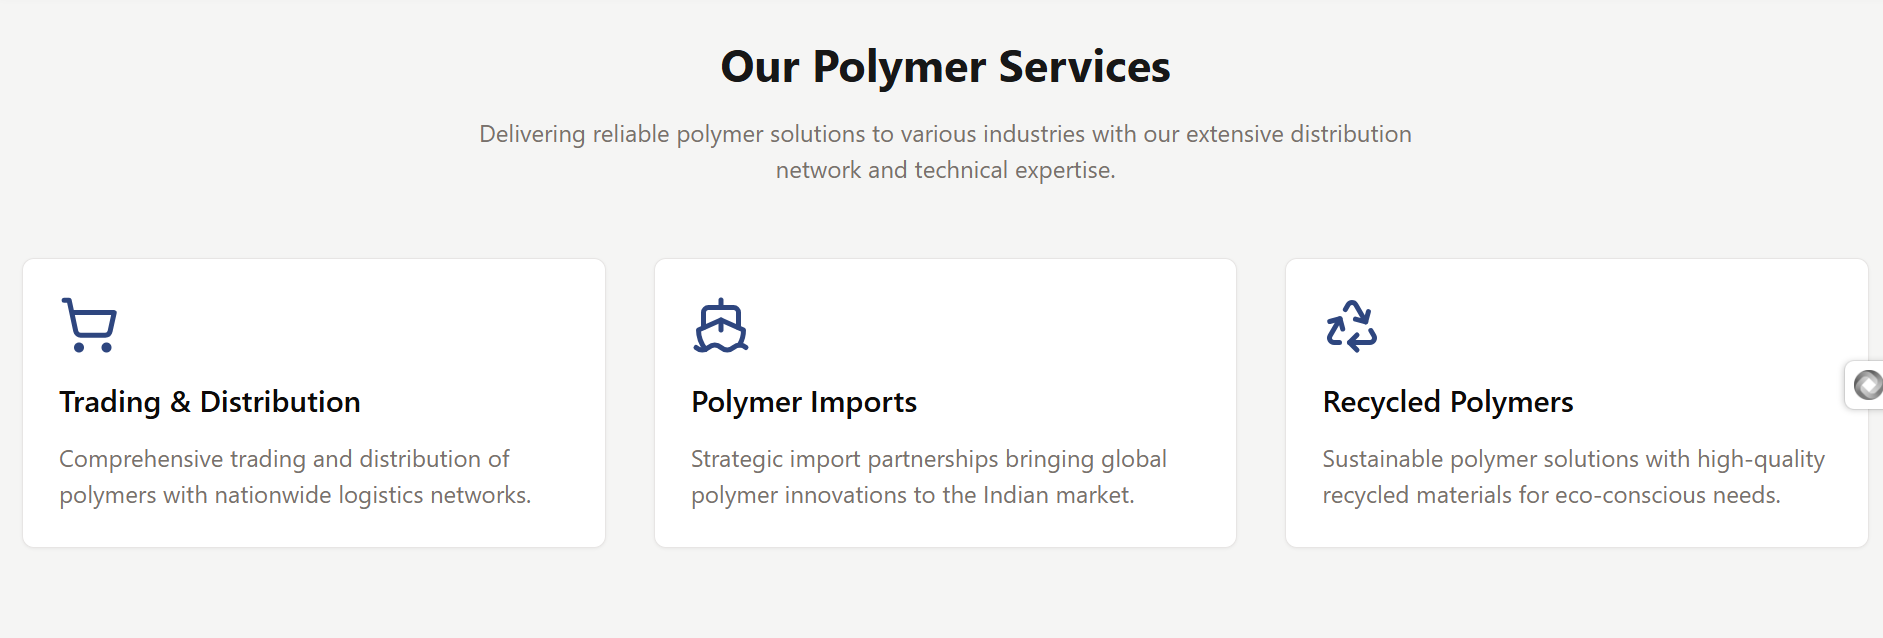 Our Polymer Services
Delivering reliable polymer solutions to various industries with our extensive distribution
network and technical expertise.
Trading & Distribution
Comprehensive trading and distribution of
polymers with nationwide logistics networks.
Polymer Imports
Strategic import partnerships bringing global
polymer innovations to the Indian market.
Recycled Polymers
Sustainable polymer solutions with high-quality
recycled materials for eco-conscious needs.